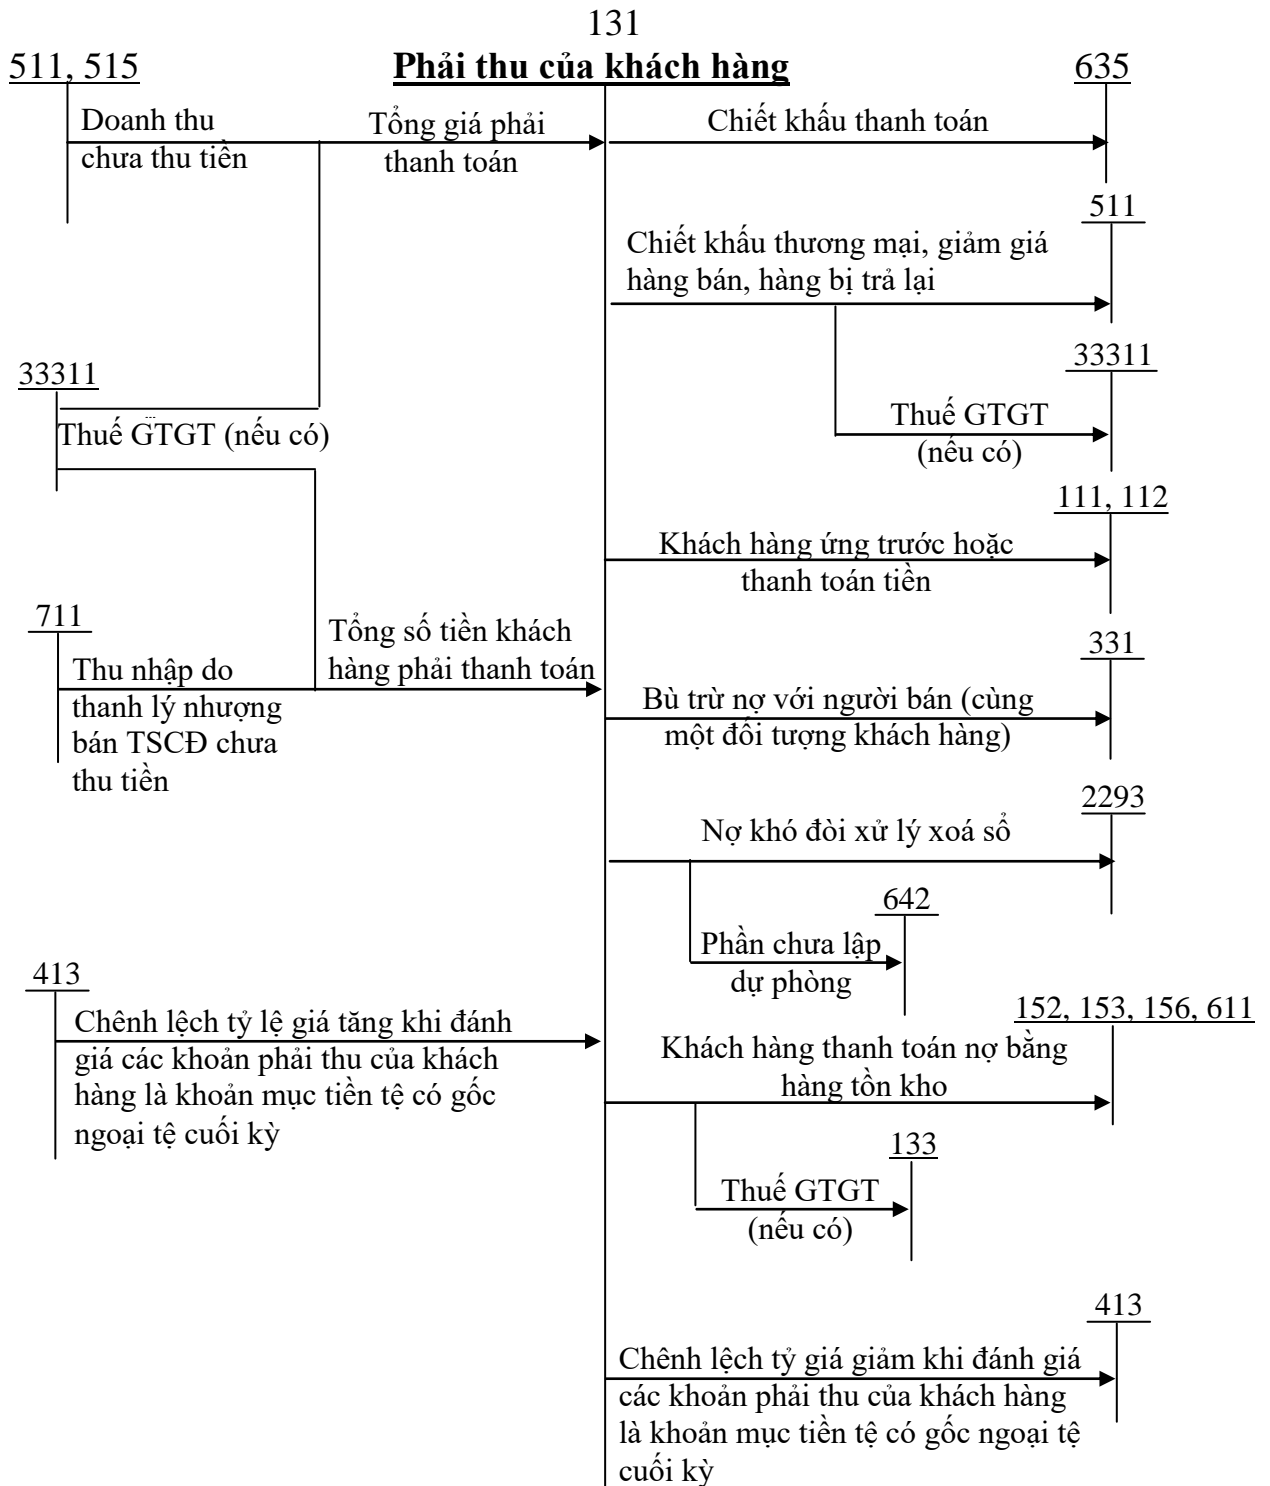 131
511, 515
Phải thu của khách hàng
635
Doanh thu
chưa thu tiền
Tổng giá phải
thanh toán
Chiết khấu thanh toán
511
Chiết khấu thương mại, giảm giá
hàng bán, hàng bị trả lại
33311
33311
Thuế GTGT (nếu có)
Thuế GTGT
(nếu có)
111, 112
Khách hàng ứng trước hoặc
thanh toán tiền
711
Tổng số tiền khách
hàng phải thanh toán
Thu nhập do
thanh lý nhượng
bán TSCĐ chưa
thu tiền
331
Bù trừ nợ với người bán (cùng
một đối tượng khách hàng)
2293
Nợ khó đòi xử lý xoá sổ
642
Phần chưa lập
dự phòng
413
Chênh lệch tỷ lệ giá tăng khi đánh
giá các khoản phải thu của khách
hàng là khoản mục tiền tệ có gốc
ngoại tệ cuối kỳ
152, 153, 156, 611
Khách hàng thanh toán nợ bằng
hàng tồn kho
133
Thuế GTGT
(nếu có)
413
Chênh lệch tỷ giá giảm khi đánh giá
các khoản phải thu của khách hàng
là khoản mục tiền tệ có gốc ngoại tệ
cuối kỳ